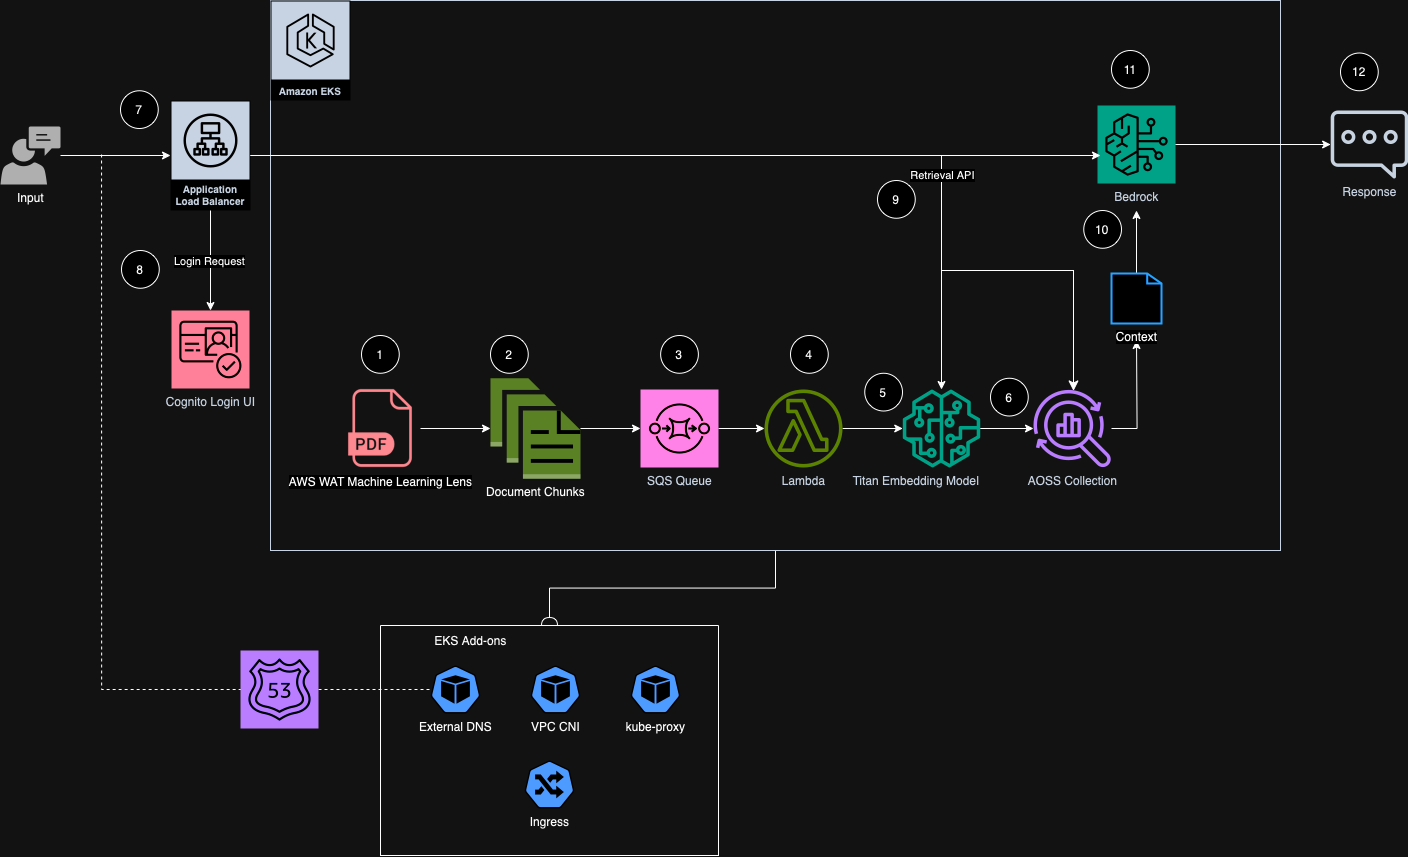 K
Amazon EKS
11
12
7
Input
Application
Load Balancer
Retrieval API
9
Bedrock
Response
10
8
Login Request
Context
1
2
3
4
5
6
Cognito Login UI
PDF
AWS WAT Machine Learning Lens
Document Chunks
SQS Queue
Lambda
Titan Embedding Model
AOSS Collection
EKS Add-ons
53
External DNS
VPC CNI
kube-proxy
Ingress